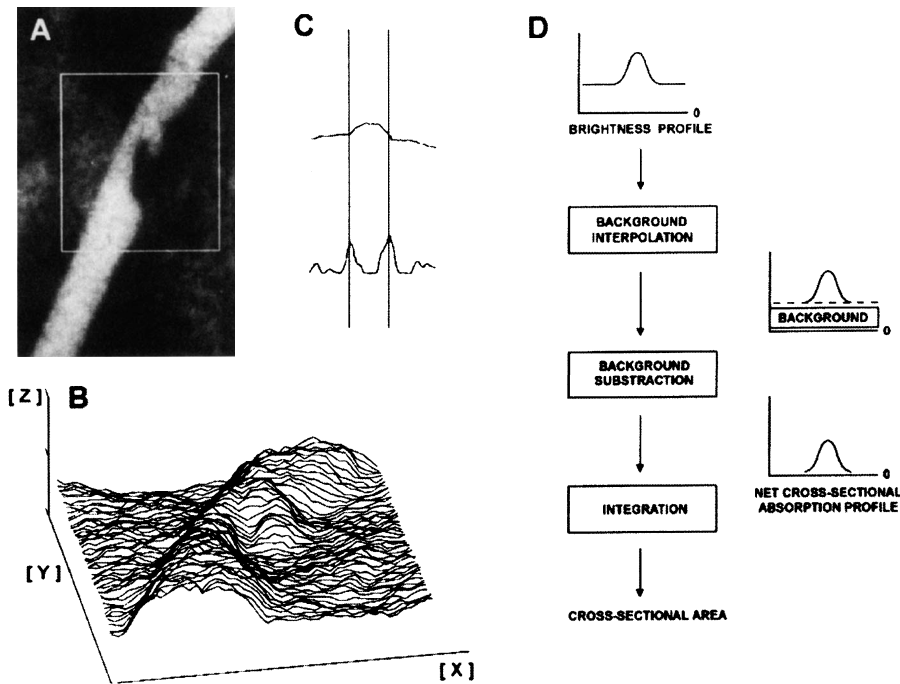 A
C
D
0
BRIGHTNESS PROFILE
BACKGROUND
INTERPOLATION
BACKGROUND
0
BACKGROUND
SUBSTRACTION
0
NET CROSS-SECTIONAL
ABSORPTION PROFILE
INTEGRATION
CROSS-SECTIONAL AREA
[Z]
B
[Y]
[X]